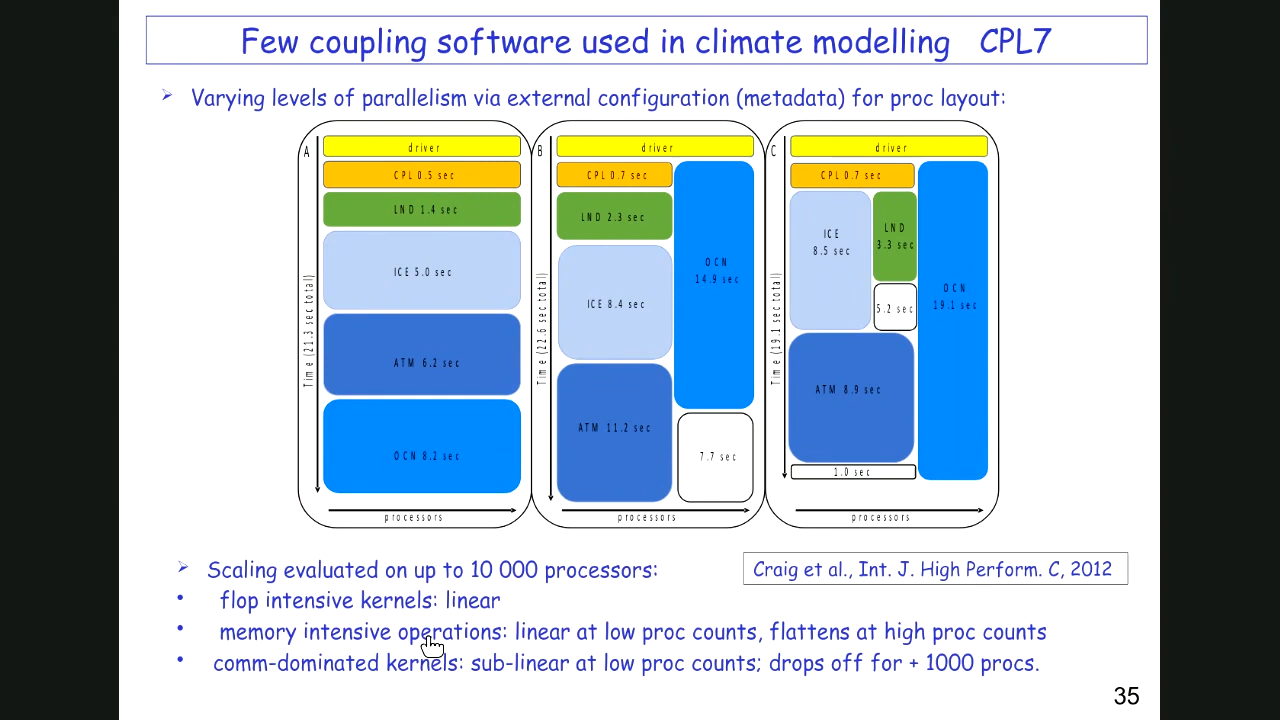 Few coupling software used in climate modelling CPL7
Varying levels of parallelism via external configuration (metadata) for proc layout:
A
driver
CPL 0.5 sec
LND 1.4 sec
ICE 5.0 sec
ATM 6.2 sec
OCN 8.2 sec
Time (21.3 sec total)
processors
B
driver
CPL 0.7 sec
LND 2.3 sec
ICE 8.4 sec
ATM 11.2 sec
OCN
14.9 sec
7.7 sec
Time (22.6 sec total)
processors
C
driver
CPL 0.7 sec
ICE
8.5 sec
LND
3.3 sec
5.2 sec
ATM 8.9 sec
OCN
19.1 sec
1.0 sec
Time (19.1 sec total)
processors
Scaling evaluated on up to 10 000 processors:
Craig et al., Int. J. High Perform. C, 2012
• flop intensive kernels: linear
• memory intensive operations: linear at low proc counts, flattens at high proc counts
• comm-dominated kernels: sub-linear at low proc counts; drops off for + 1000 procs.
35